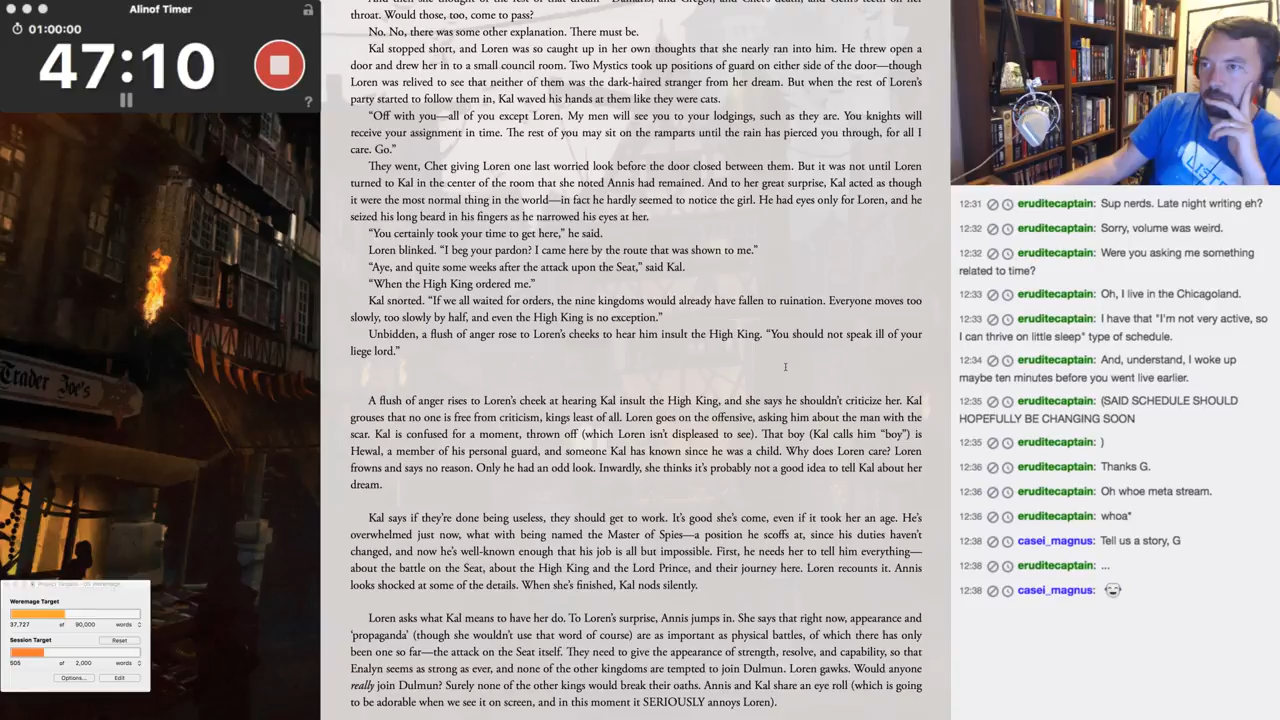 Alinof Timer
01:00:00
47:10
?
Trader Joe's
Weremage Target
37,727 of 90,000 words
Session Target
Reset
505 of 2,000 words
Options...
Edit
throat. Would those, too, come to pass?
No. No, there was some other explanation. There must be.
Kal stopped short, and Loren was so caught up in her own thoughts that she nearly ran into him. He threw open a
door and drew her in to a small council room. Two Mystics took up positions of guard on either side of the door—though
Loren was relived to see that neither of them was the dark-haired stranger from her dream. But when the rest of Loren's
party started to follow them in, Kal waved his hands at them like they were cats.
“Off with you—all of you except Loren. My men will see you to your lodgings, such as they are. You knights will
receive your assignment in time. The rest of you may sit on the ramparts until the rain has pierced you through, for all I
care. Go.”
They went, Chet giving Loren one last worried look before the door closed between them. But it was not until Loren
turned to Kal in the center of the room that she noted Annis had remained. And to her great surprise, Kal acted as though
it were the most normal thing in the world—in fact he hardly seemed to notice the girl. He had eyes only for Loren, and he
seized his long beard in his fingers as he narrowed his eyes at her.
“You certainly took your time to get here,” he said.
Loren blinked. “I beg your pardon? I came here by the route that was shown to me.”
“Aye, and quite some weeks after the attack upon the Seat,” said Kal.
“When the High King ordered me.”
Kal snorted. “If we all waited for orders, the nine kingdoms would already have fallen to ruination. Everyone moves too
slowly, too slowly by half, and even the High King is no exception.”
Unbidden, a flush of anger rose to Loren's cheeks to hear him insult the High King. “You should not speak ill of your
liege lord.”
A flush of anger rises to Loren's cheek at hearing Kal insult the High King, and she says he shouldn't criticize her. Kal
grouses that no one is free from criticism, kings least of all. Loren goes on the offensive, asking him about the man with the
scar. Kal is confused for a moment, thrown off (which Loren isn't displeased to see). That boy (Kal calls him “boy”) is
Hewal, a member of his personal guard, and someone Kal has known since he was a child. Why does Loren care? Loren
frowns and says no reason. Only he had an odd look. Inwardly, she thinks it's probably not a good idea to tell Kal about her
dream.
Kal says if they're done being useless, they should get to work. It's good she's come, even if it took her an age. He's
overwhelmed just now, what with being named the Master of Spies—a position he scoffs at, since his duties haven't
changed, and now he's well-known enough that his job is all but impossible. First, he needs her to tell him everything—
about the battle on the Seat, about the High King and the Lord Prince, and their journey here. Loren recounts it. Annis
looks shocked at some of the details. When she's finished, Kal nods silently.
Loren asks what Kal means to have her do. To Loren's surprise, Annis jumps in. She says that right now, appearance and
‘propaganda’ (though she wouldn't use that word of course) are as important as physical battles, of which there has only
been one so far—the attack on the Seat itself. They need to give the appearance of strength, resolve, and capability, so that
Enalyn seems as strong as ever, and none of the other kingdoms are tempted to join Dulmun. Loren gawks. Would anyone
really join Dulmun? Surely none of the other kings would break their oaths. Annis and Kal share an eye roll (which is going
to be adorable when we see it on screen, and in this moment it SERIOUSLY annoys Loren).
12:31 eruditecaptain: Sup nerds. Late night writing eh?
12:32 eruditecaptain: Sorry, volume was weird.
12:32 eruditecaptain: Were you asking me something
related to time?
12:33 eruditecaptain: Oh, I live in the Chicagoland.
12:33 eruditecaptain: I have that "I'm not very active, so
I can thrive on little sleep" type of schedule.
12:34 eruditecaptain: And, understand, I woke up
maybe ten minutes before you went live earlier.
12:35 eruditecaptain: (SAID SCHEDULE SHOULD
HOPEFULLY BE CHANGING SOON
12:35 eruditecaptain: )
12:36 eruditecaptain: Thanks G.
12:36 eruditecaptain: Oh whoe meta stream.
12:36 eruditecaptain: whoa*
12:38 casei_magnus: Tell us a story, G
12:38 eruditecaptain: ...
12:38 casei_magnus: